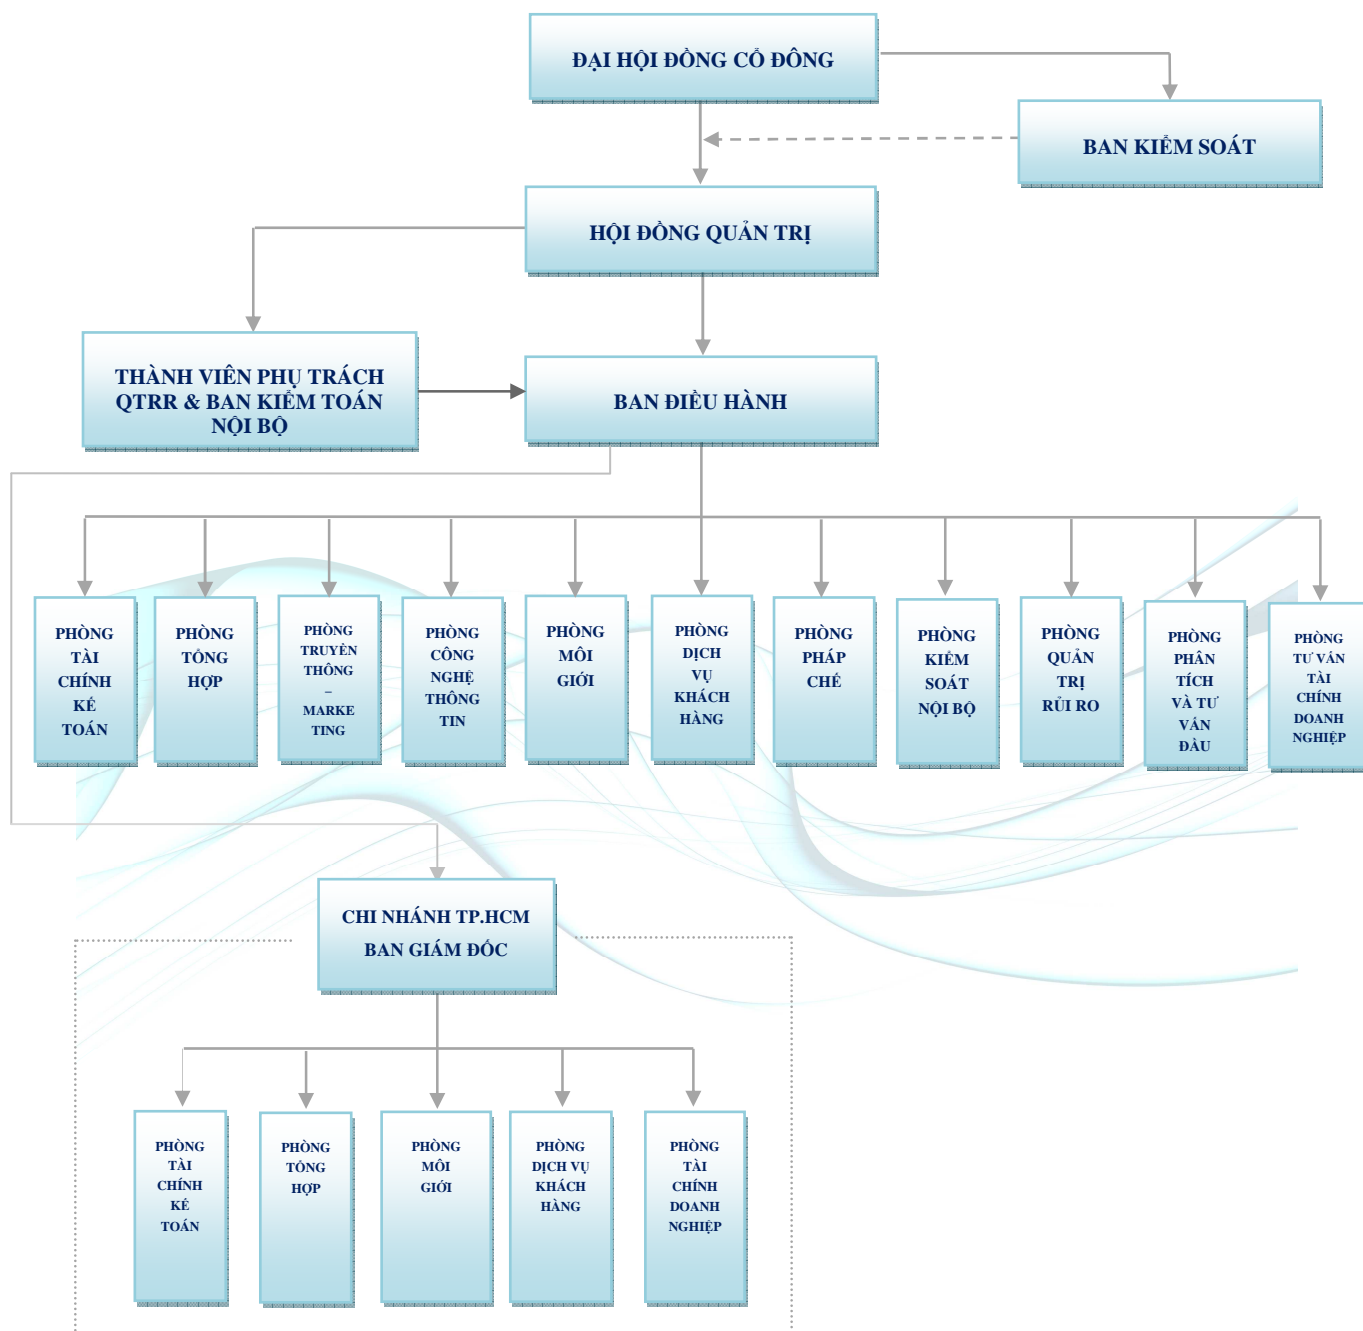 ĐẠI HỘI ĐỒNG CỔ ĐÔNG
BAN KIỂM SOÁT
HỘI ĐỒNG QUẢN TRỊ
THÀNH VIÊN PHỤ TRÁCH
QTRR & BAN KIỂM TOÁN
NỘI BỘ
BAN ĐIỀU HÀNH
PHÒNG
TÀI
CHÍNH
KẾ
TOÁN
PHÒNG
TỔNG
HỢP
PHÒNG
TRUYỀN
THÔNG
–
MARKE
TING
PHÒNG
CÔNG
NGHỆ
THÔNG
TIN
PHÒNG
MÔI
GIỚI
PHÒNG
DỊCH
VỤ
KHÁCH
HÀNG
PHÒNG
PHÁP
CHẾ
PHÒNG
KIỂM
SOÁT
NỘI BỘ
PHÒNG
QUẢN
TRỊ
RỦI RO
PHÒNG
PHÂN
TÍCH
VÀ TƯ
VẤN
ĐẦU
PHÒNG
TƯ VẤN
TÀI
CHÍNH
DOANH
NGHIỆP
CHI NHÁNH TP.HCM
BAN GIÁM ĐỐC
PHÒNG
TÀI
CHÍNH
KẾ
TOÁN
PHÒNG
TỔNG
HỢP
PHÒNG
MÔI
GIỚI
PHÒNG
DỊCH VỤ
KHÁCH
HÀNG
PHÒNG
TÀI
CHÍNH
DOANH
NGHIỆP